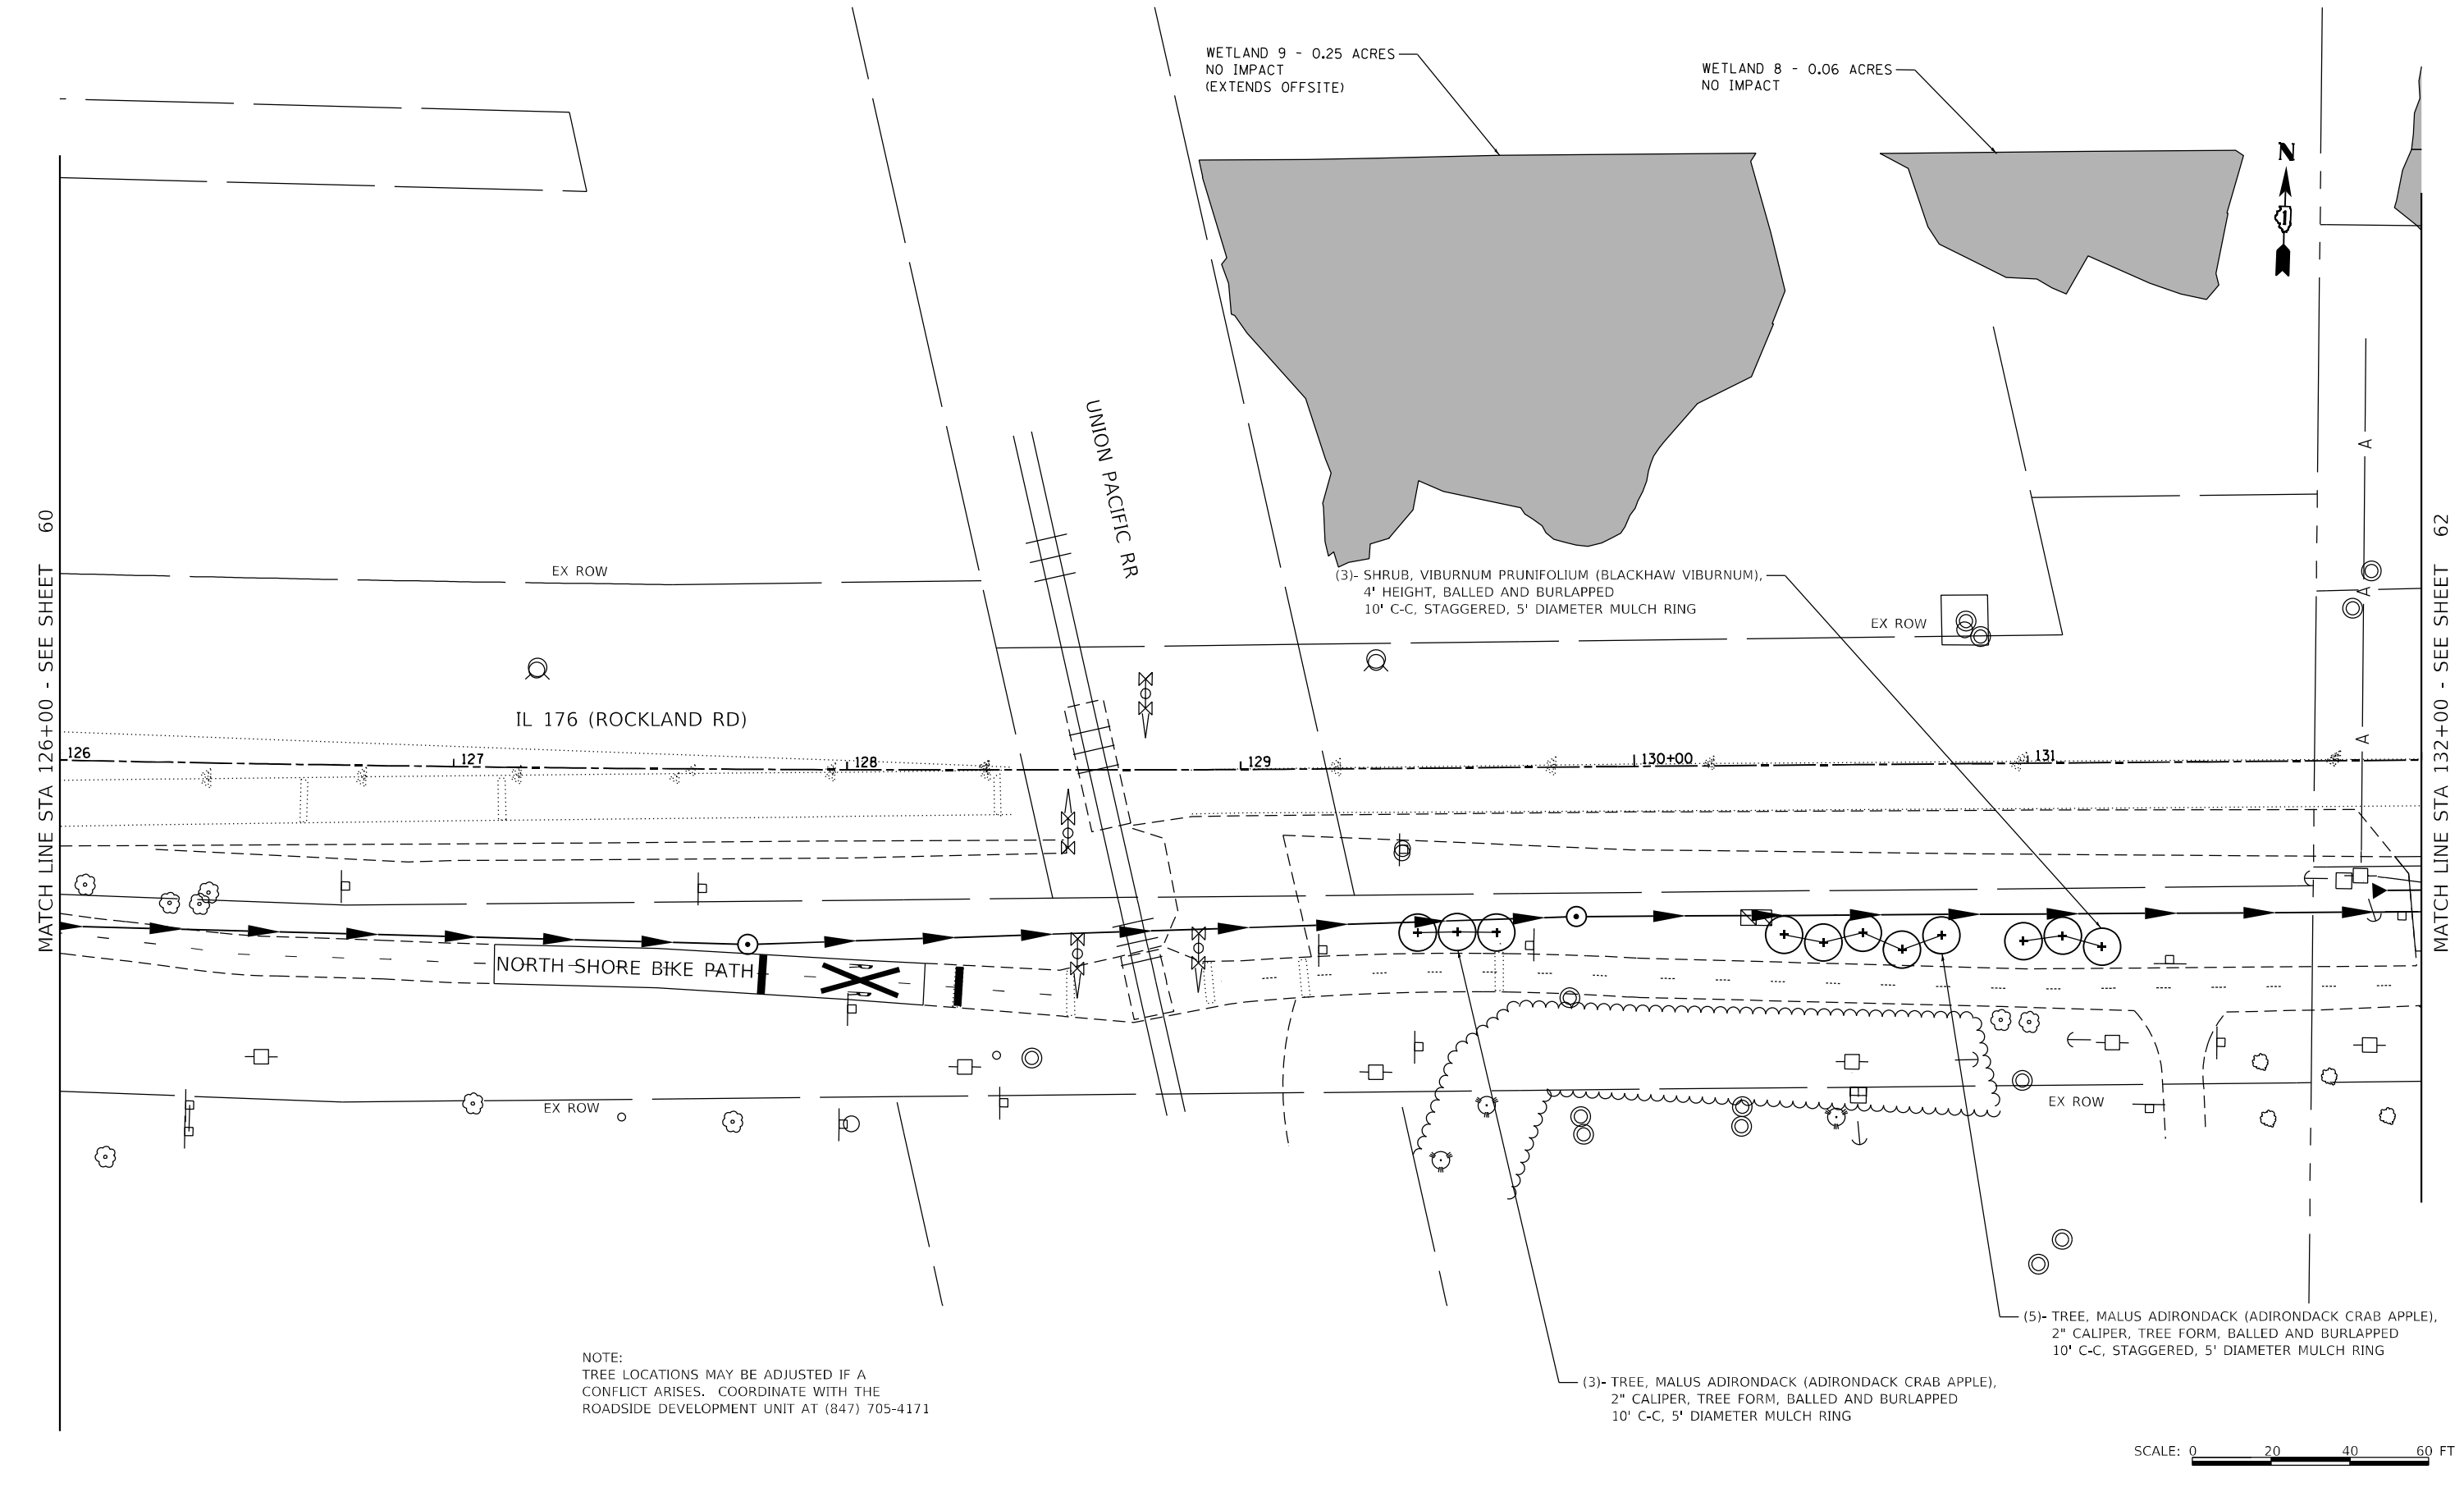 WETLAND 9 - 0.25 ACRES
NO IMPACT
(EXTENDS OFFSITE)
WETLAND 8 - 0.06 ACRES
NO IMPACT
N
1
UNION PACIFIC RR
A
MATCH LINE STA 126+00 - SEE SHEET 60
MATCH LINE STA 132+00 - SEE SHEET 62
EX ROW
(3)- SHRUB, VIBURNUM PRUNIFOLIUM (BLACKHAW VIBURNUM),
4' HEIGHT, BALLED AND BURLAPPED
10' C-C, STAGGERED, 5' DIAMETER MULCH RING
A
EX ROW
IL 176 (ROCKLAND RD)
A
126
127
128
129
130+00
131
NORTH SHORE BIKE PATH
R
R
EX ROW
EX ROW
(5)- TREE, MALUS ADIRONDACK (ADIRONDACK CRAB APPLE),
2" CALIPER, TREE FORM, BALLED AND BURLAPPED
10' C-C, STAGGERED, 5' DIAMETER MULCH RING
NOTE:
TREE LOCATIONS MAY BE ADJUSTED IF A
CONFLICT ARISES. COORDINATE WITH THE
ROADSIDE DEVELOPMENT UNIT AT (847) 705-4171
(3)- TREE, MALUS ADIRONDACK (ADIRONDACK CRAB APPLE),
2" CALIPER, TREE FORM, BALLED AND BURLAPPED
10' C-C, 5' DIAMETER MULCH RING
SCALE: 0 20 40 60 FT